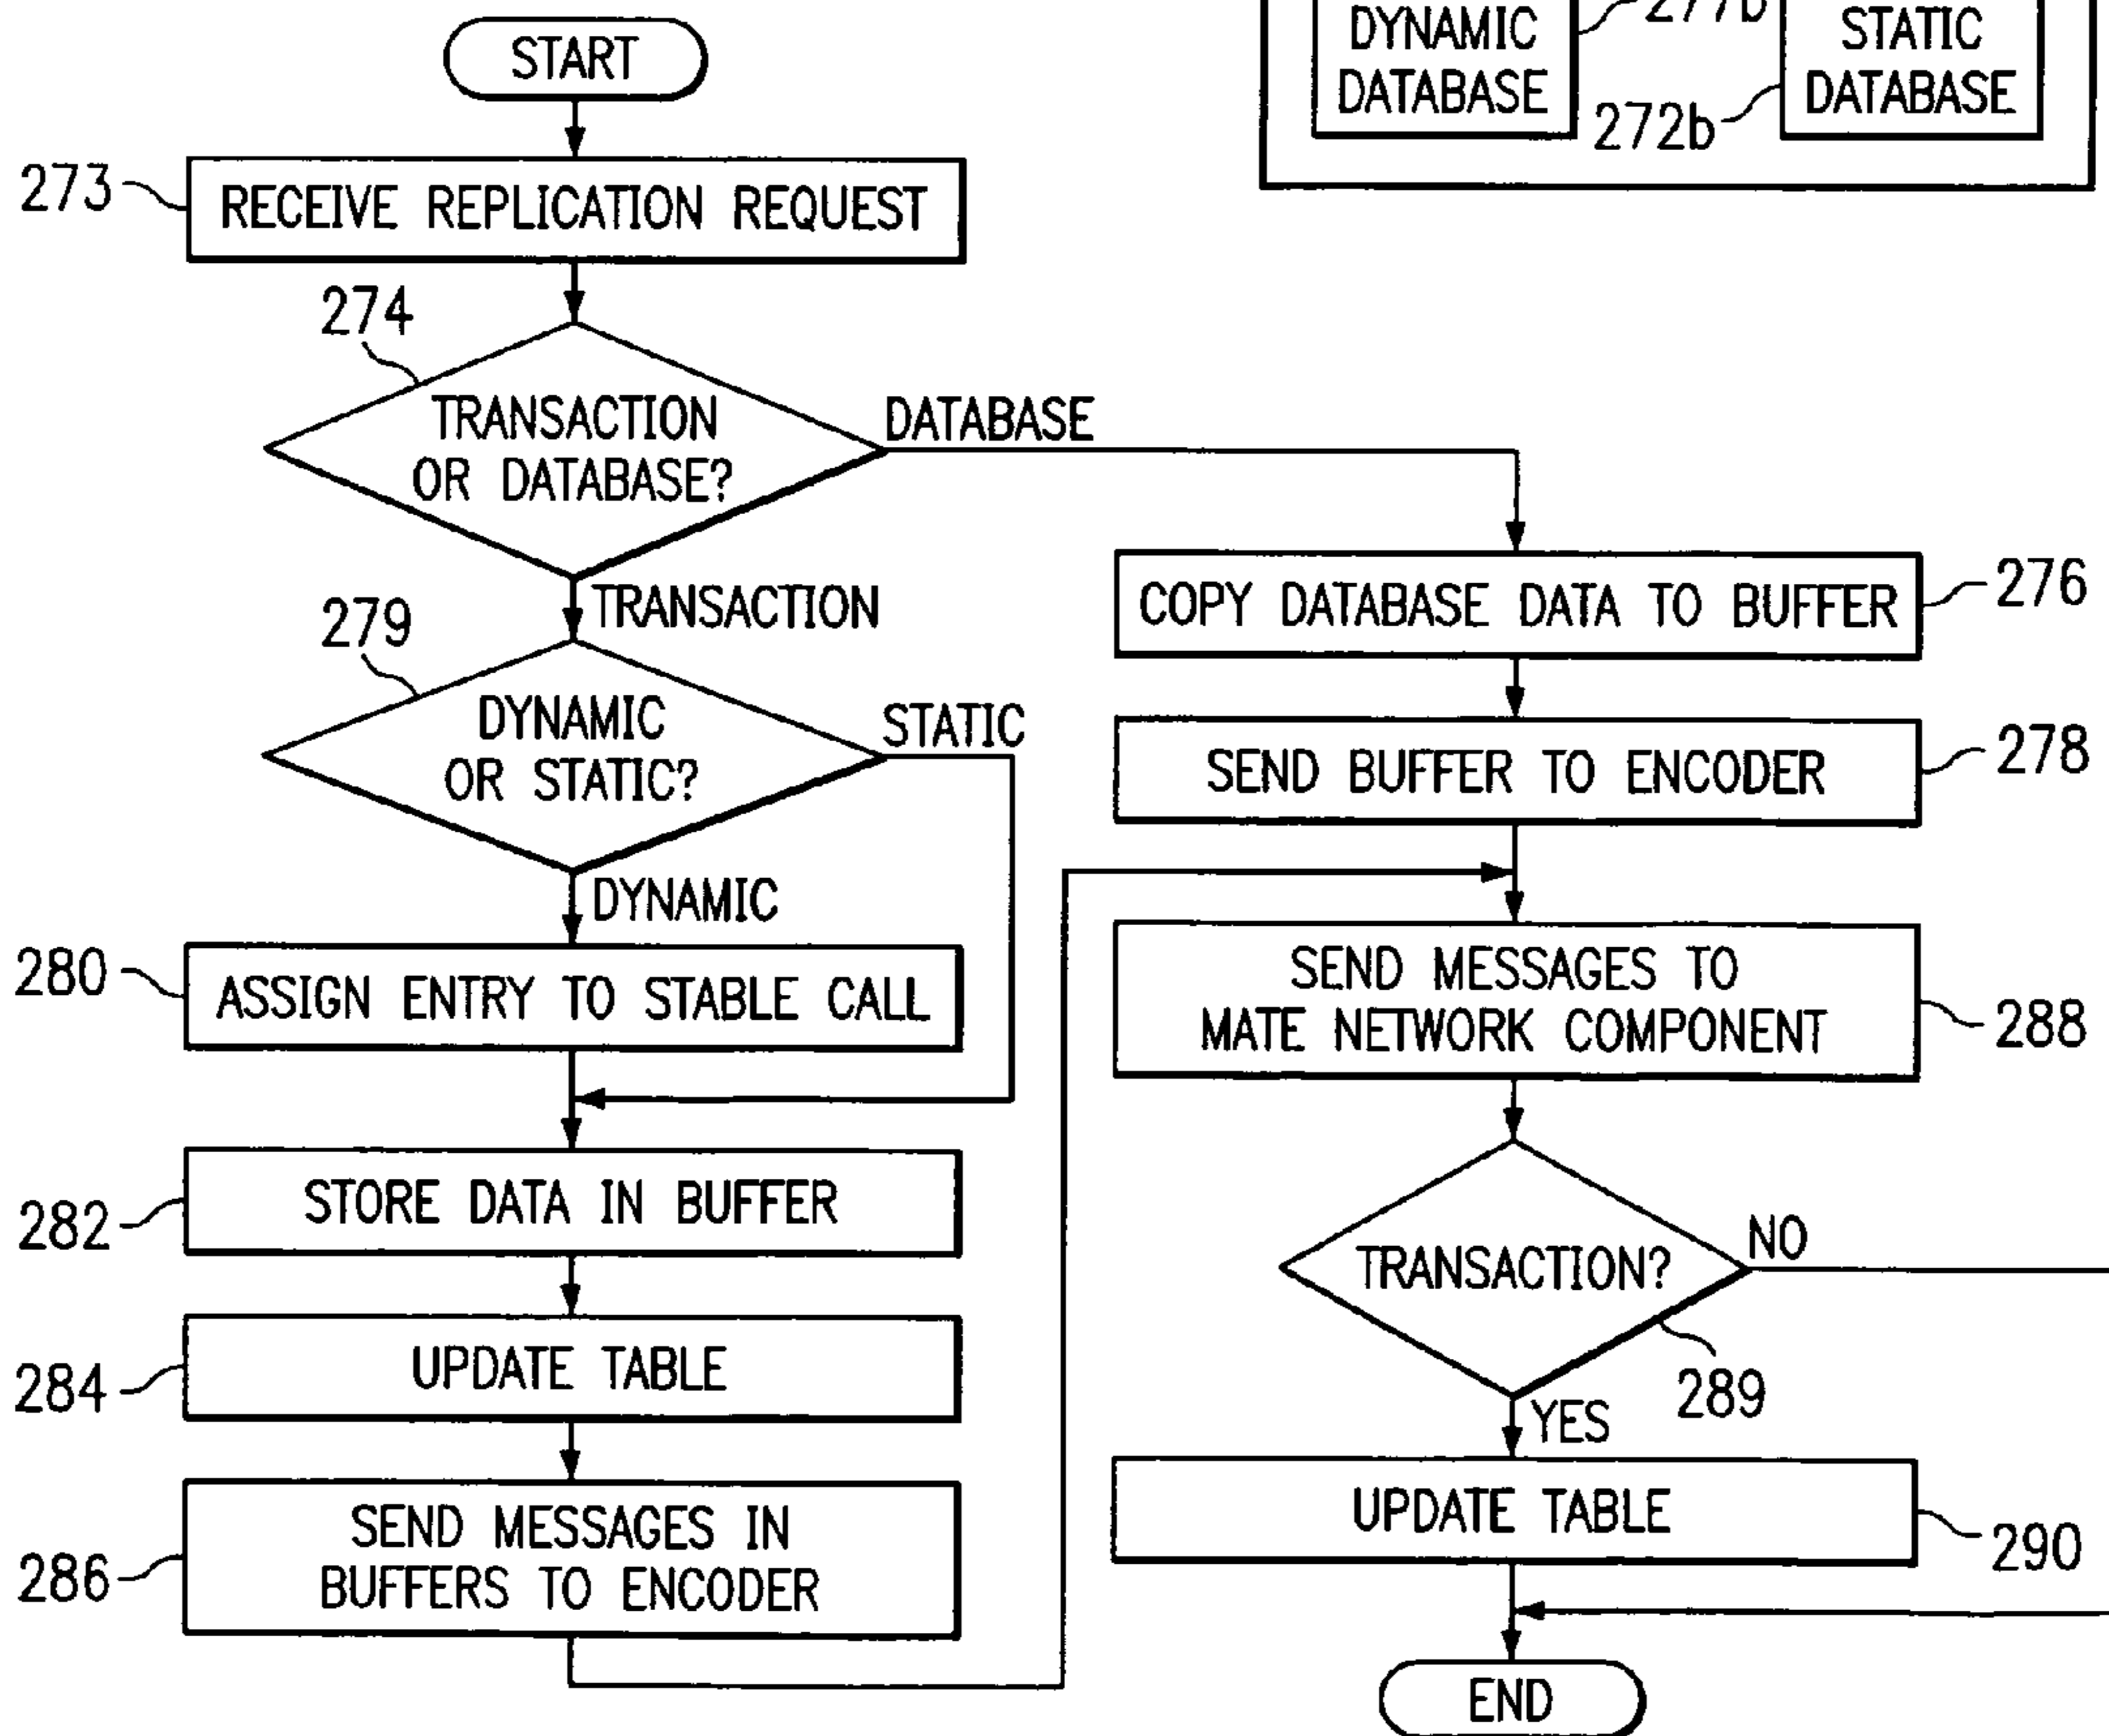 START
273
RECEIVE REPLICATION REQUEST
274
TRANSACTION
OR DATABASE?
DATABASE
TRANSACTION
279
DYNAMIC
OR STATIC?
STATIC
DYNAMIC
280
ASSIGN ENTRY TO STABLE CALL
282
STORE DATA IN BUFFER
284
UPDATE TABLE
286
SEND MESSAGES IN
BUFFERS TO ENCODER
DYNAMIC
DATABASE
277b
STATIC
DATABASE
272b
COPY DATABASE DATA TO BUFFER
276
SEND BUFFER TO ENCODER
278
SEND MESSAGES TO
MATE NETWORK COMPONENT
288
TRANSACTION?
NO
289
YES
UPDATE TABLE
290
END